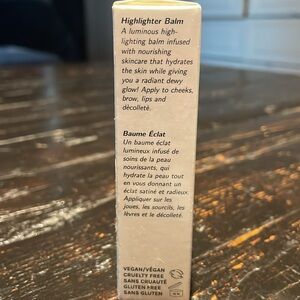 Highlighter Balm
A luminous high-
lighting balm infused
with nourishing
skincare that hydrates
the skin while giving
you a radiant dewy
glow! Apply to cheeks,
brow, lips and
décolleté.
Baume Éclat
Un baume éclat
lumineux infusé de
soins de la peau
nourrissants, qui
hydrate la peau tout
en vous donnant un
éclat satiné et radieux.
Appliquer sur les
joues, les sourcils, les
lèvres et le décolleté.
VEGAN/VÉGAN
CRUELTY FREE
SANS CRUAUTÉ
GLUTEN FREE
SANS GLUTEN